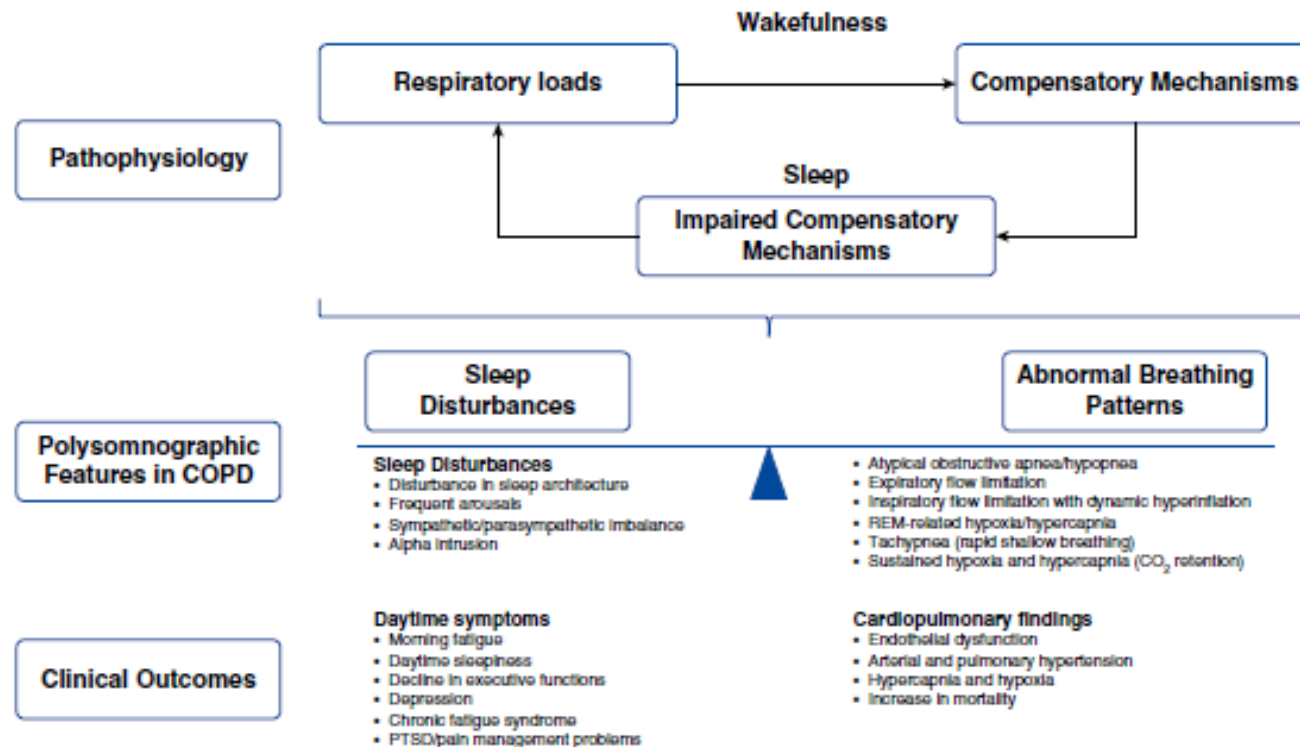 Wakefulness
Respiratory loads
Compensatory Mechanisms
Pathophysiology
Sleep
Impaired Compensatory
Mechanisms
Sleep
Disturbances
Abnormal Breathing
Patterns
Polysomnographic
Features in COPD
Sleep Disturbances
• Disturbance in sleep architecture
• Frequent arousals
• Sympathetic/parasympathetic imbalance
• Alpha intrusion
• Atypical obstructive apnea/hypopnea
• Expiratory flow limitation
• Inspiratory flow limitation with dynamic hyperinflation
• REM-related hypoxia/hypercapnia
• Tachypnea (rapid shallow breathing)
• Sustained hypoxia and hypercapnia (CO₂ retention)
Clinical Outcomes
Daytime symptoms
• Morning fatigue
• Daytime sleepiness
• Decline in executive functions
• Depression
• Chronic fatigue syndrome
• PTSD/pain management problems
Cardiopulmonary findings
• Endothelial dysfunction
• Arterial and pulmonary hypertension
• Hypercapnia and hypoxia
• Increase in mortality